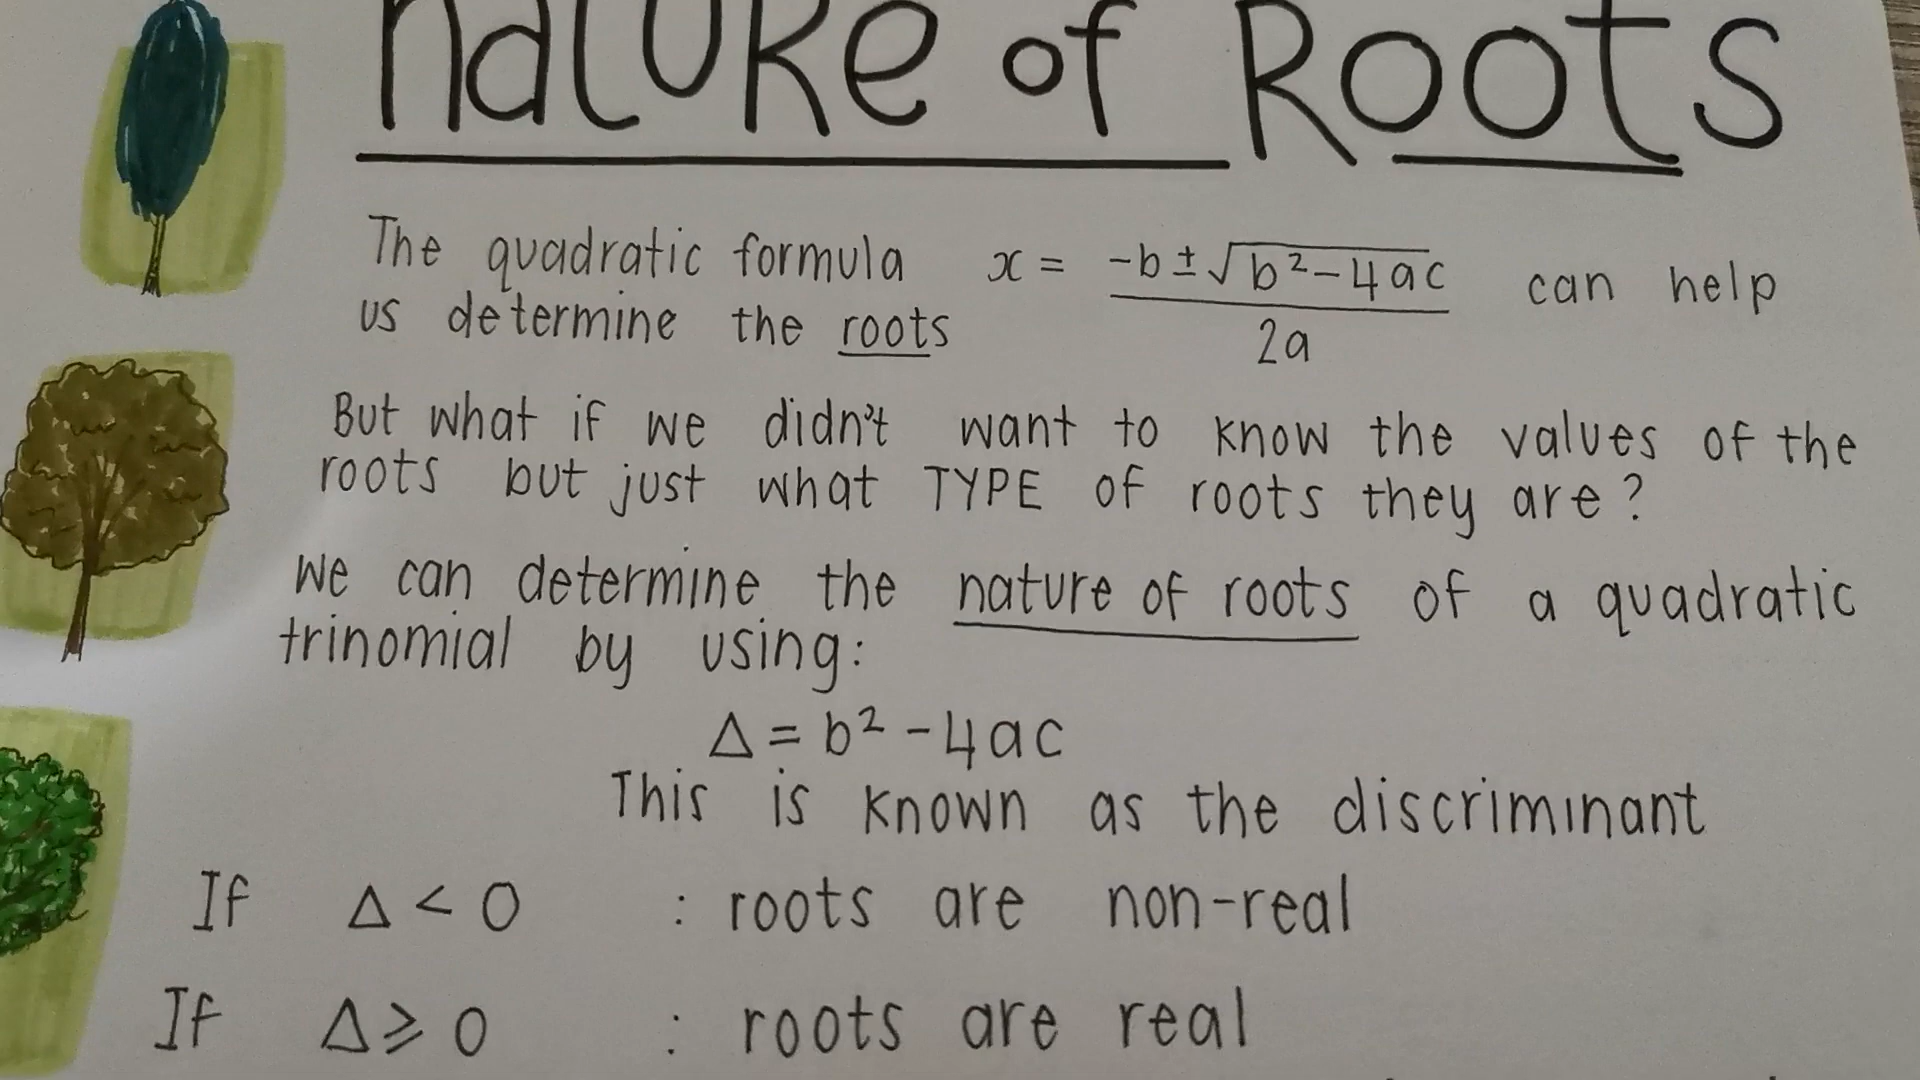 nature of Roots
The quadratic formula x = -b ± √b² - 4ac / 2a can help
us determine the roots
But what if we didn't want to know the values of the
roots but just what TYPE of roots they are?
We can determine the nature of roots of a quadratic
trinomial by using:
Δ = b² - 4ac
This is known as the discriminant
If Δ < 0 : roots are non-real
If Δ ⩾ 0 : roots are real